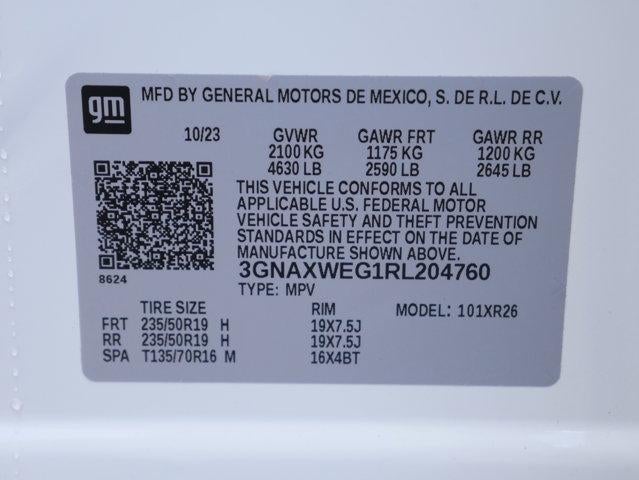 gm MFD BY GENERAL MOTORS DE MEXICO, S. DE R.L. DE C.V.
10/23 GVWR GAWR FRT GAWR RR
2100 KG 1175 KG 1200 KG
4630 LB 2590 LB 2645 LB
THIS VEHICLE CONFORMS TO ALL
APPLICABLE U.S. FEDERAL MOTOR
VEHICLE SAFETY AND THEFT PREVENTION
STANDARDS IN EFFECT ON THE DATE OF
MANUFACTURE SHOWN ABOVE.
8624 3GNAXWEG1RL204760
TYPE: MPV
TIRE SIZE RIM MODEL: 101XR26
FRT 235/50R19 H 19X7.5J
RR 235/50R19 H 19X7.5J
SPA T135/70R16 M 16X4BT